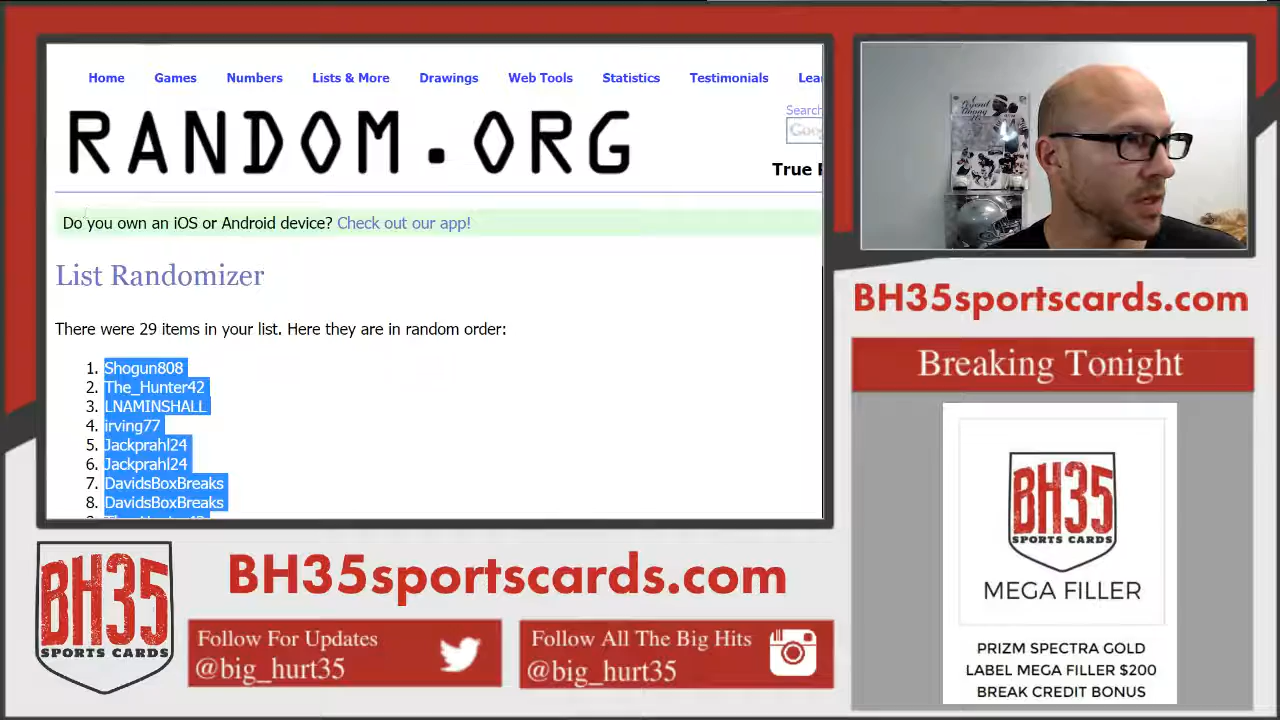 Home Games Numbers Lists & More Drawings Web Tools Statistics Testimonials Lea
RANDOM.ORG
Search
Goo
True
Do you own an iOS or Android device? Check out our app!
List Randomizer
There were 29 items in your list. Here they are in random order:
1. Shogun808
2. The_Hunter42
3. LNAMINSHALL
4. irving77
5. Jackprahl24
6. Jackprahl24
7. DavidsBoxBreaks
8. DavidsBoxBreaks
BH35sportscards.com
Breaking Tonight
BH35
SPORTS CARDS
MEGA FILLER
PRIZM SPECTRA GOLD
LABEL MEGA FILLER $200
BREAK CREDIT BONUS
BH35
SPORTS CARDS
BH35sportscards.com
Follow For Updates
@big_hurt35
Follow All The Big Hits
@big_hurt35